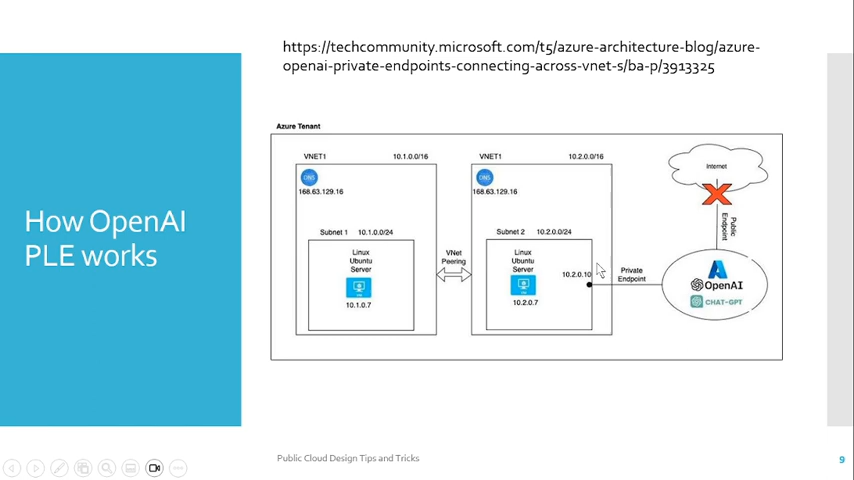 https://techcommunity.microsoft.com/t5/azure-architecture-blog/azure-
openai-private-endpoints-connecting-across-vnet-s/ba-p/3913325
How OpenAI
PLE works
Azure Tenant
VNET1 10.1.0.0/16
DNS
168.63.129.16
Subnet 1 10.1.0.0/24
Linux
Ubuntu
Server
10.1.0.7
VNet
Peering
VNET1 10.2.0.0/16
DNS
168.63.129.16
Subnet 2 10.2.0.0/24
Linux
Ubuntu
Server
10.2.0.7
10.2.0.10
Private
Endpoint
Internet
Public
Endpoint
OpenAI
CHAT-GPT
Public Cloud Design Tips and Tricks
9